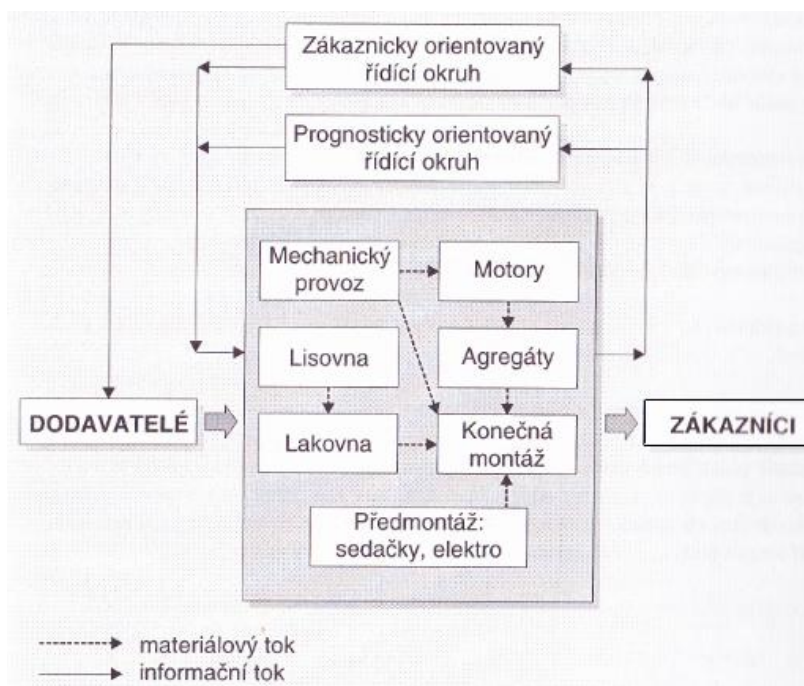 Zákaznicky orientovaný
řídící okruh
Prognosticky orientovaný
řídící okruh
Mechanický
provoz
Motory
Lisovna
Agregáty
DODAVATELÉ
Lakovna
Konečná
montáž
ZÁKAZNÍCI
Předmontáž:
sedačky, elektro
materiálový tok
informační tok